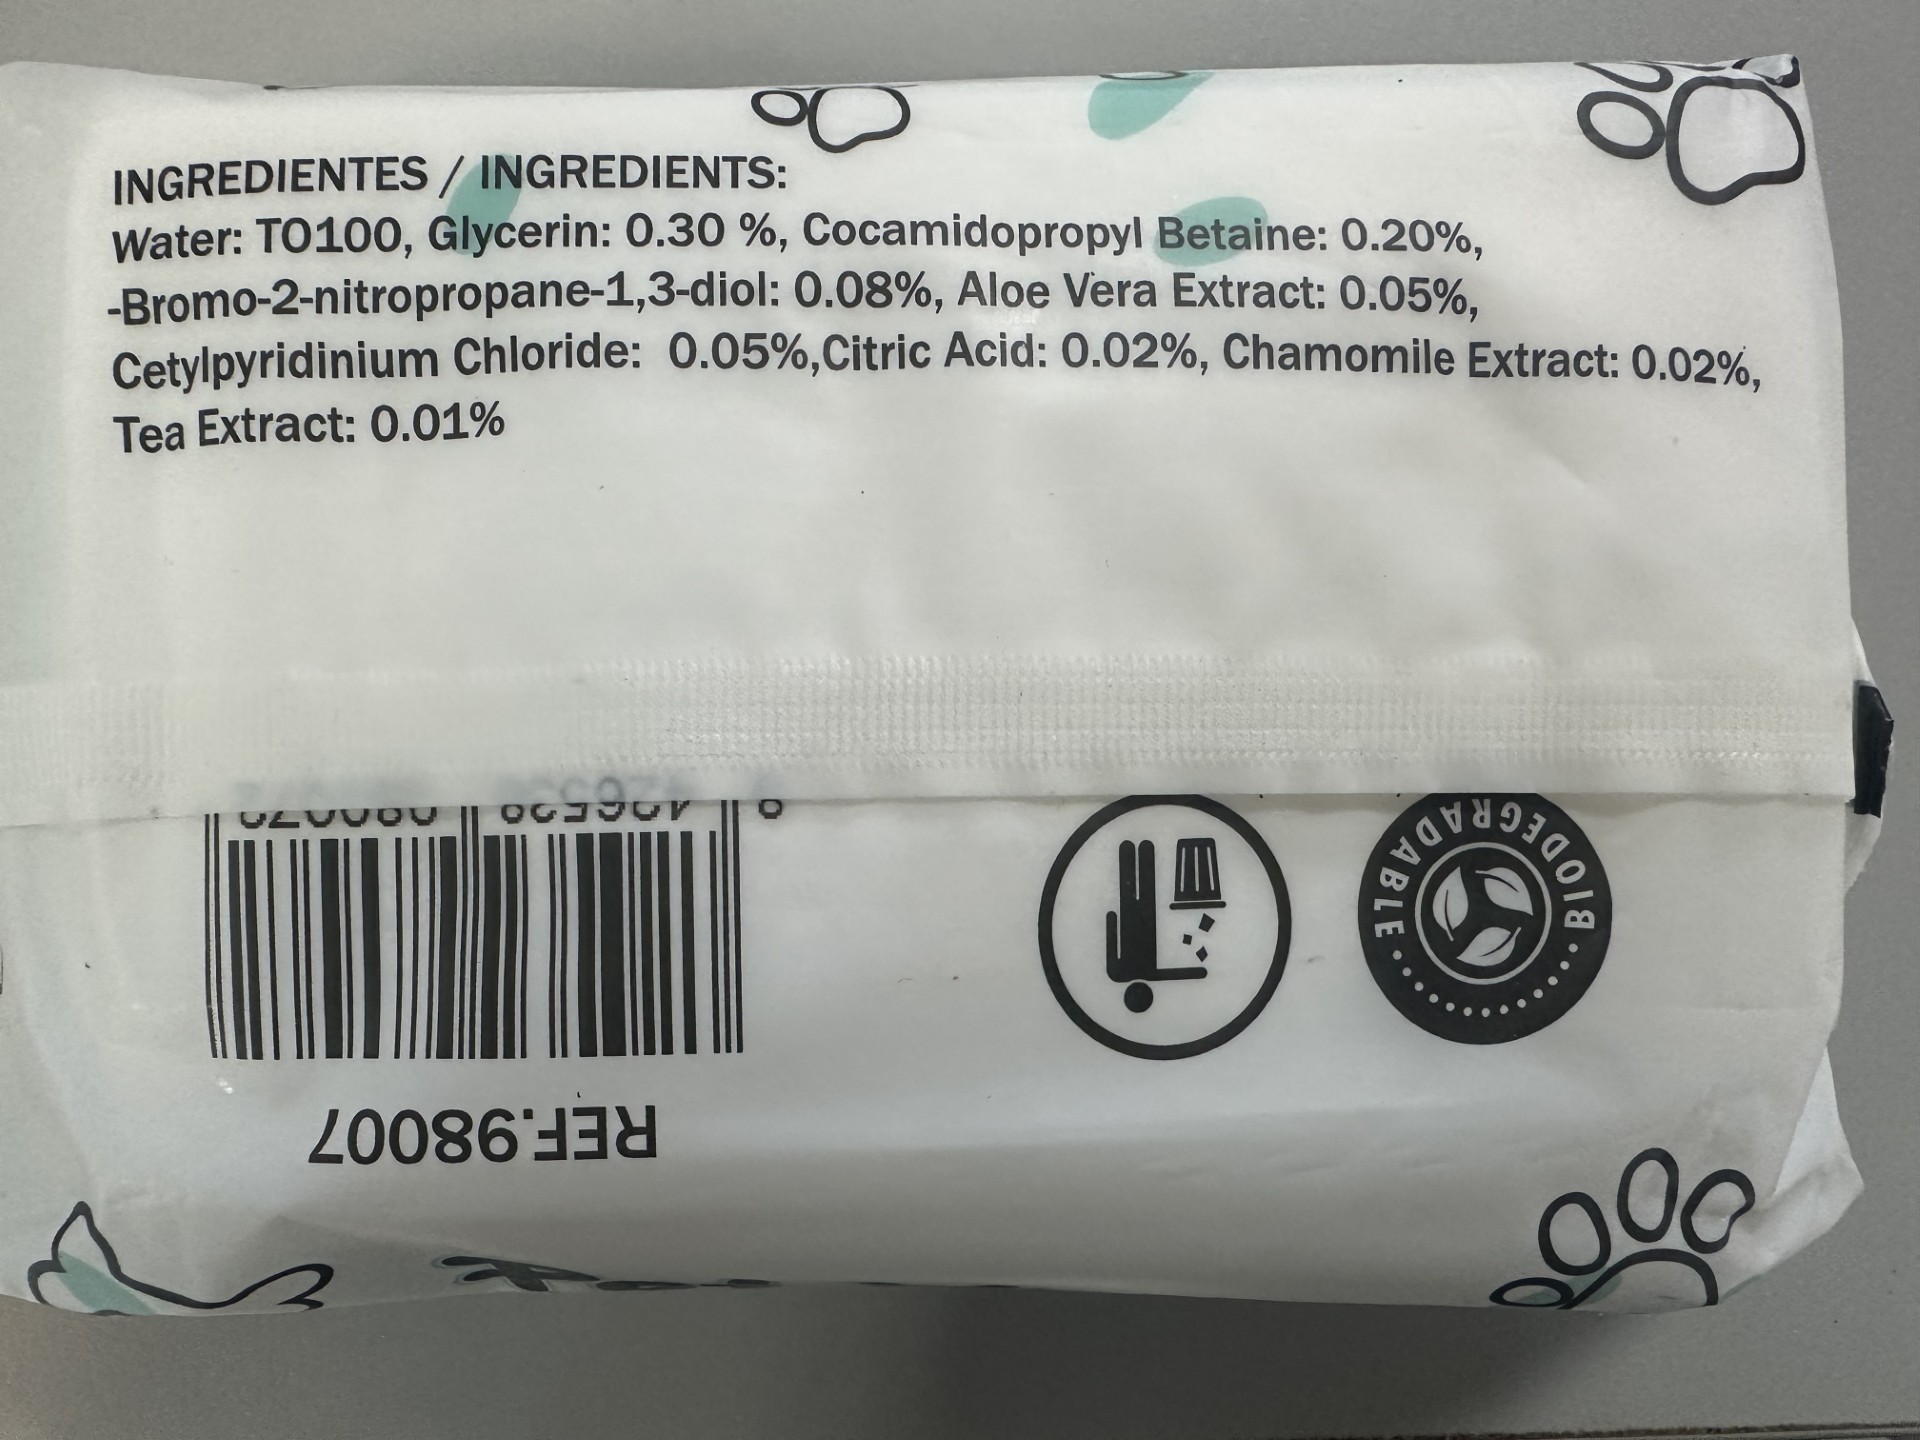 INGREDIENTES / INGREDIENTS:
Water: TO100, Glycerin: 0.30 %, Cocamidopropyl Betaine: 0.20%,
-Bromo-2-nitropropane-1,3-diol: 0.08%, Aloe Vera Extract: 0.05%,
Cetylpyridinium Chloride:  0.05%,Citric Acid: 0.02%, Chamomile Extract: 0.02%,
Tea Extract: 0.01%
BIODEGRADABLE
REF.98007